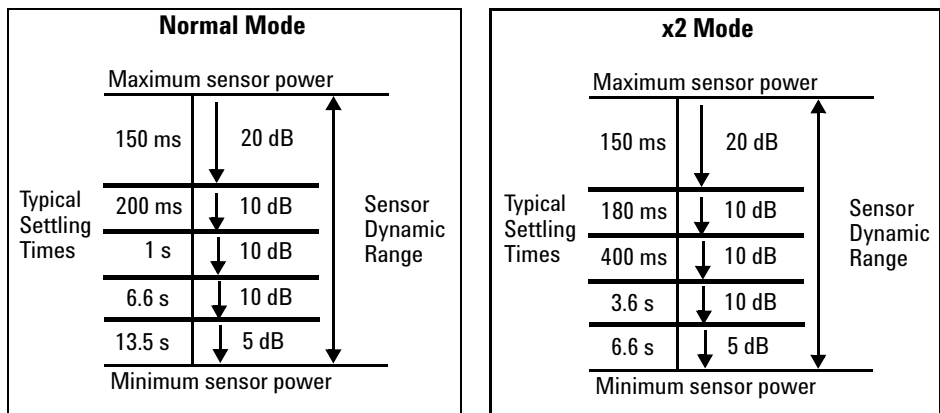 Normal Mode
Maximum sensor power
150 ms 20 dB
200 ms 10 dB
1 s 10 dB
6.6 s 10 dB
13.5 s 5 dB
Typical
Settling
Times
Sensor
Dynamic
Range
Minimum sensor power
x2 Mode
Maximum sensor power
150 ms 20 dB
180 ms 10 dB
400 ms 10 dB
3.6 s 10 dB
6.6 s 5 dB
Typical
Settling
Times
Sensor
Dynamic
Range
Minimum sensor power